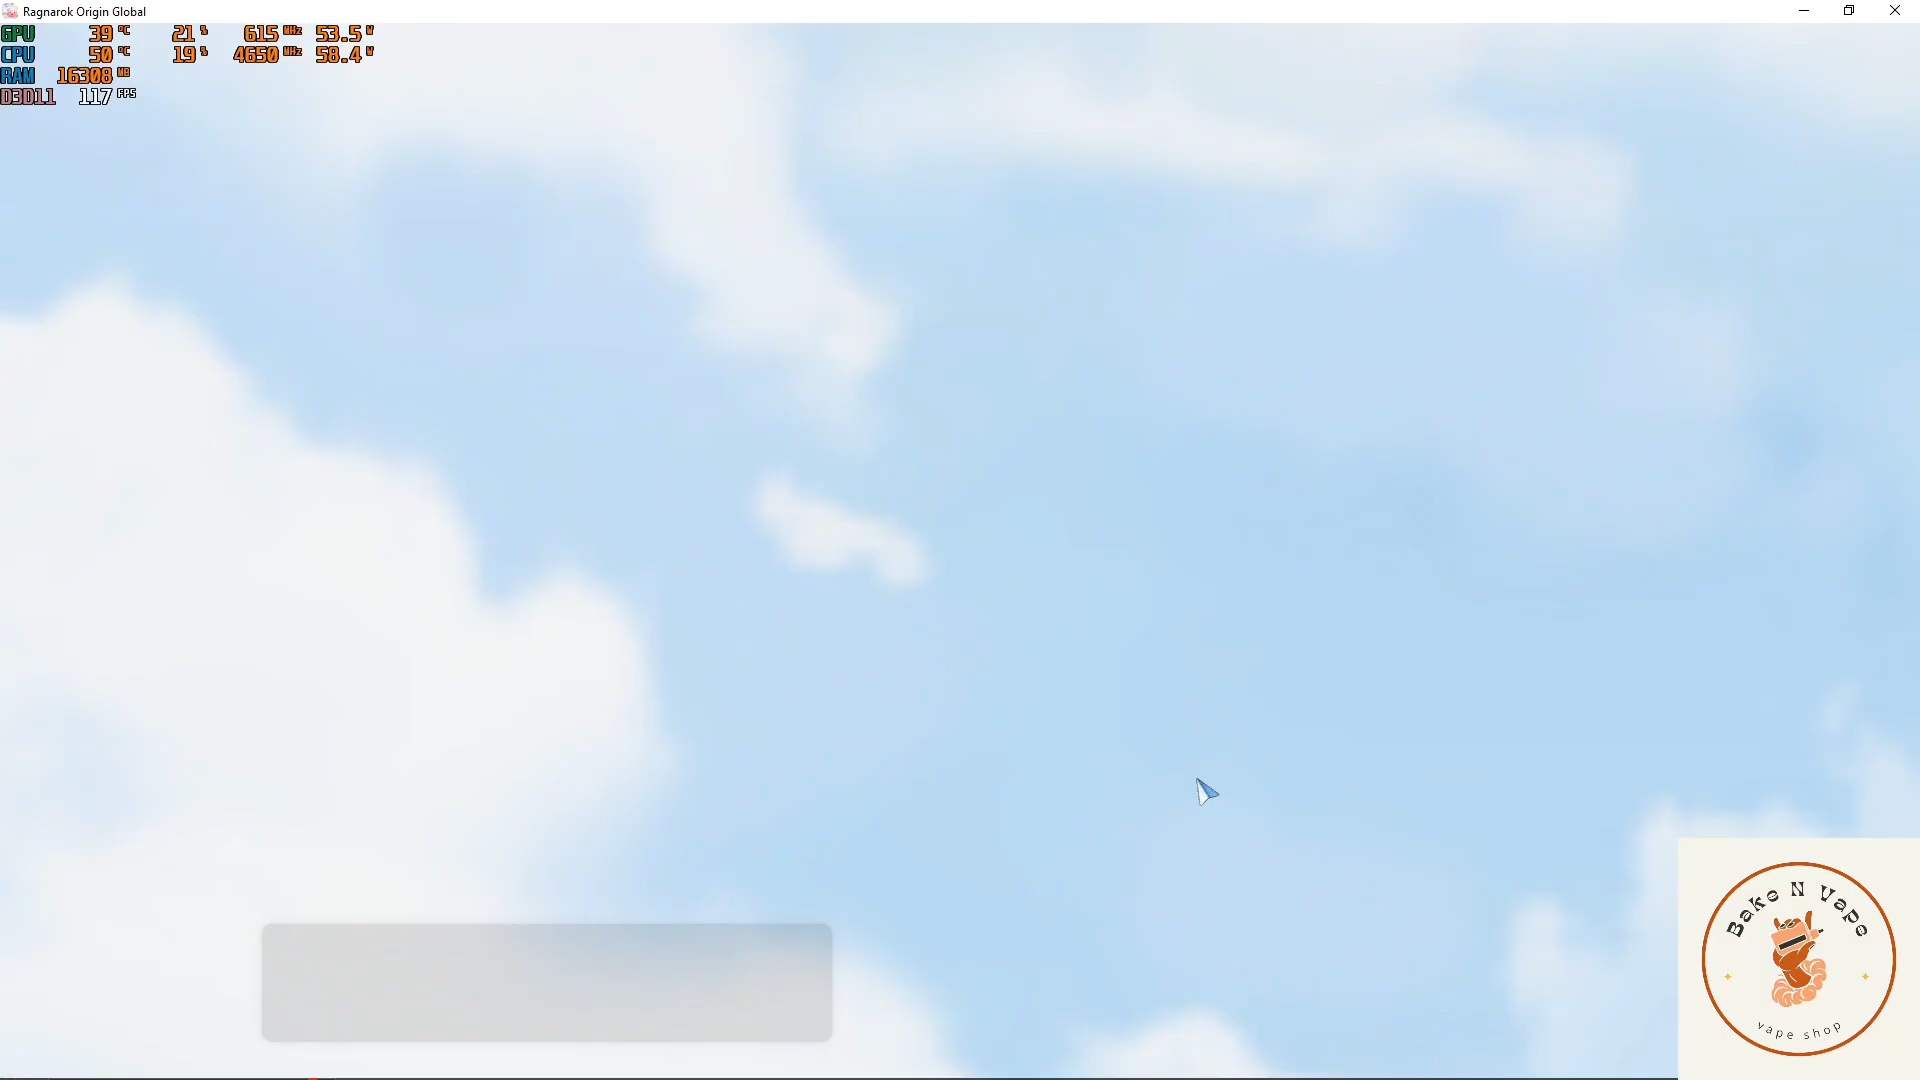 Ragnarok Origin Global
GPU 39 °C 21 % 615 MHz 53.5 W
CPU 50 °C 19 % 4650 MHz 58.4 W
RAM 16308 MB
D3D11 117 FPS
Bake N Vape
vape shop